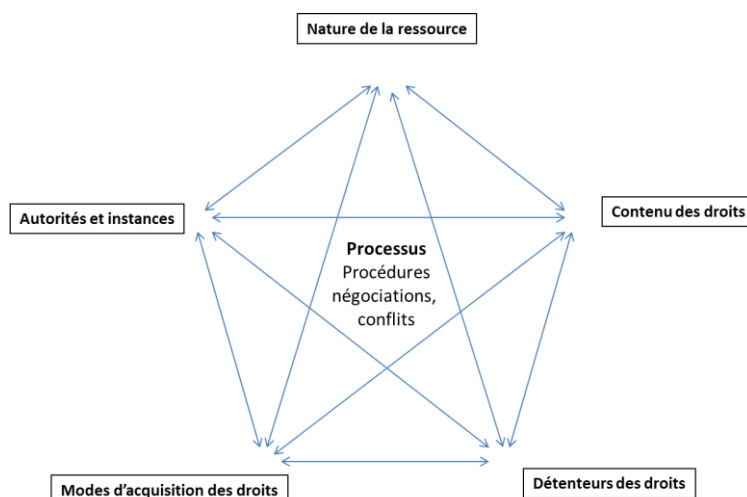 Nature de la ressource
Autorités et instances
Contenu des droits
Processus
Procédures
négociations,
conflits
Modes d'acquisition des droits
Détenteurs des droits